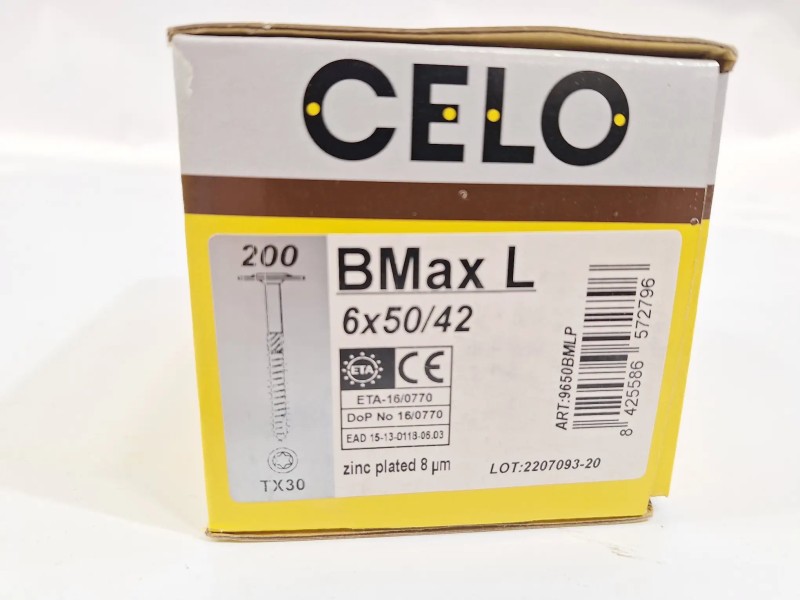 CELO
200
BMax L
6x50/42
ETA
CE
ETA-16/0770
DoP No 16/0770
EAD 15-13-0118-06.03
zinc plated 8 µm
TX30
LOT:2207093-20
ART:9650BMLP
8 425586 572796